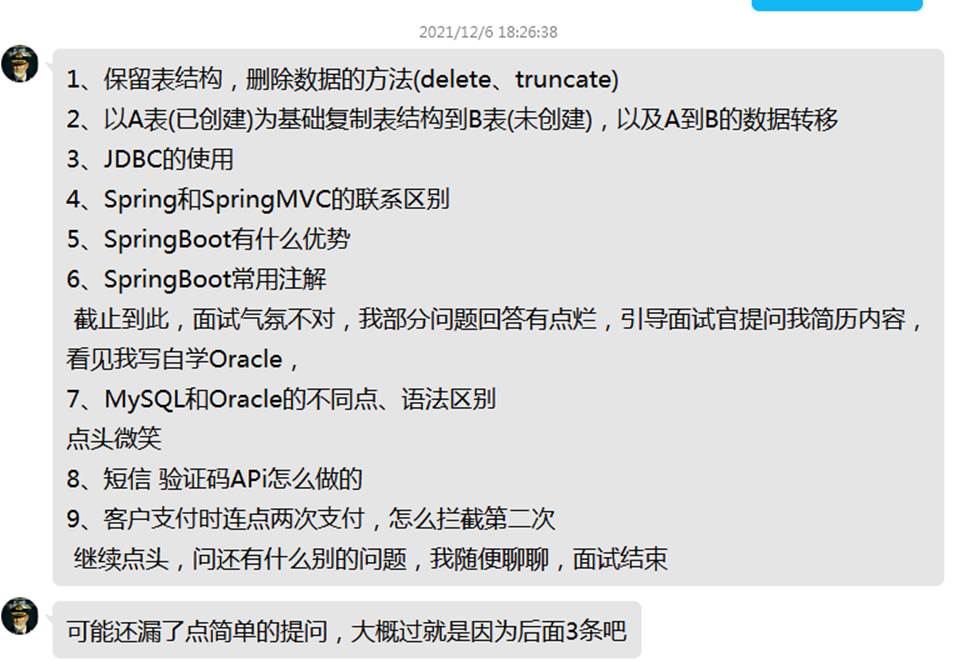 2021/12/6 18:26:38
1、保留表结构，删除数据的方法(delete、truncate)
2、以A表(已创建)为基础复制表结构到B表(未创建)，以及A到B的数据转移
3、JDBC的使用
4、Spring和SpringMVC的联系区别
5、SpringBoot有什么优势
6、SpringBoot常用注解
截止到此，面试气氛不对，我部分问题回答有点烂，引导面试官提问我简历内容，
看见我写自学Oracle，
7、MySQL和Oracle的不同点、语法区别
点头微笑
8、短信 验证码APi怎么做的
9、客户支付时连点两次支付，怎么拦截第二次
继续点头，问还有什么别的问题，我随便聊聊，面试结束
可能还漏了点简单的提问，大概过就是因为后面3条吧